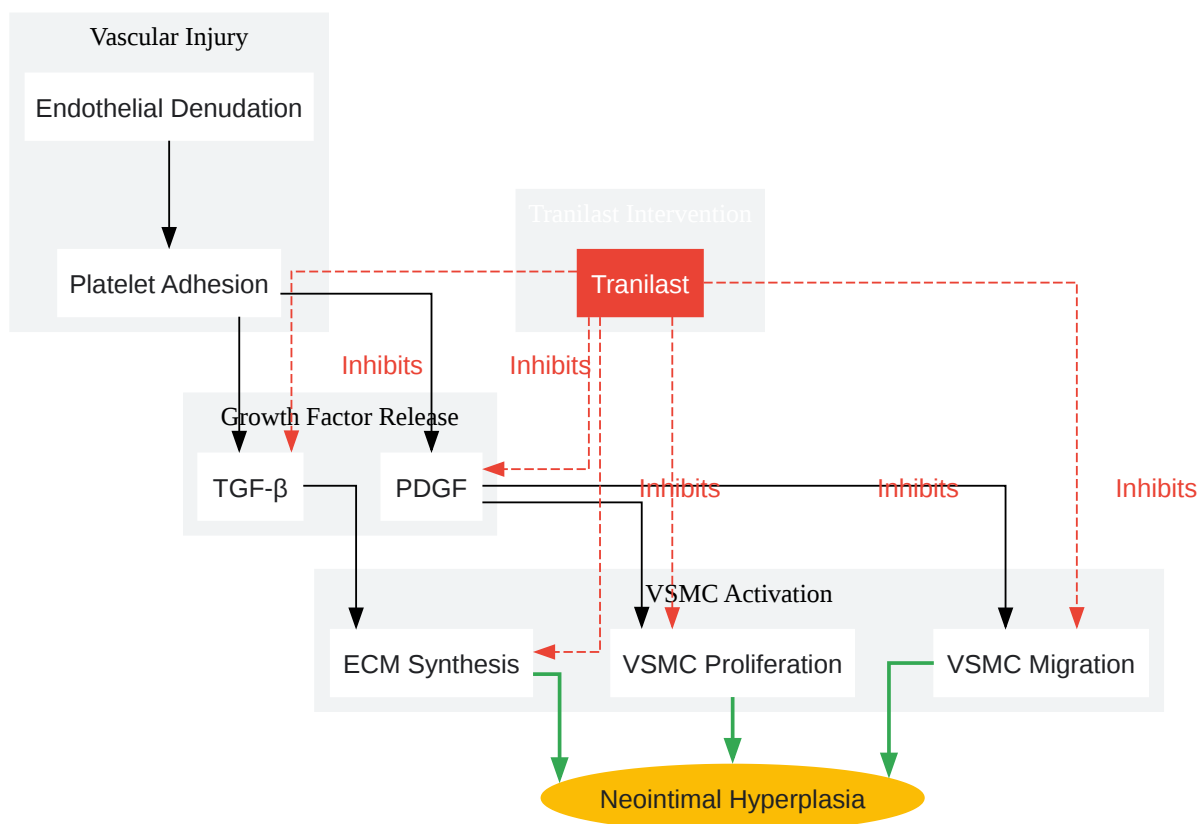 Vascular Injury
Endothelial Denudation
Tranilast Intervention
Platelet Adhesion
Tranilast
Inhibits
Inhibits
Growth Factor Release
TGF-β
PDGF
Inhibits
Inhibits
Inhibits
VSMC Activation
ECM Synthesis
VSMC Proliferation
VSMC Migration
Neointimal Hyperplasia